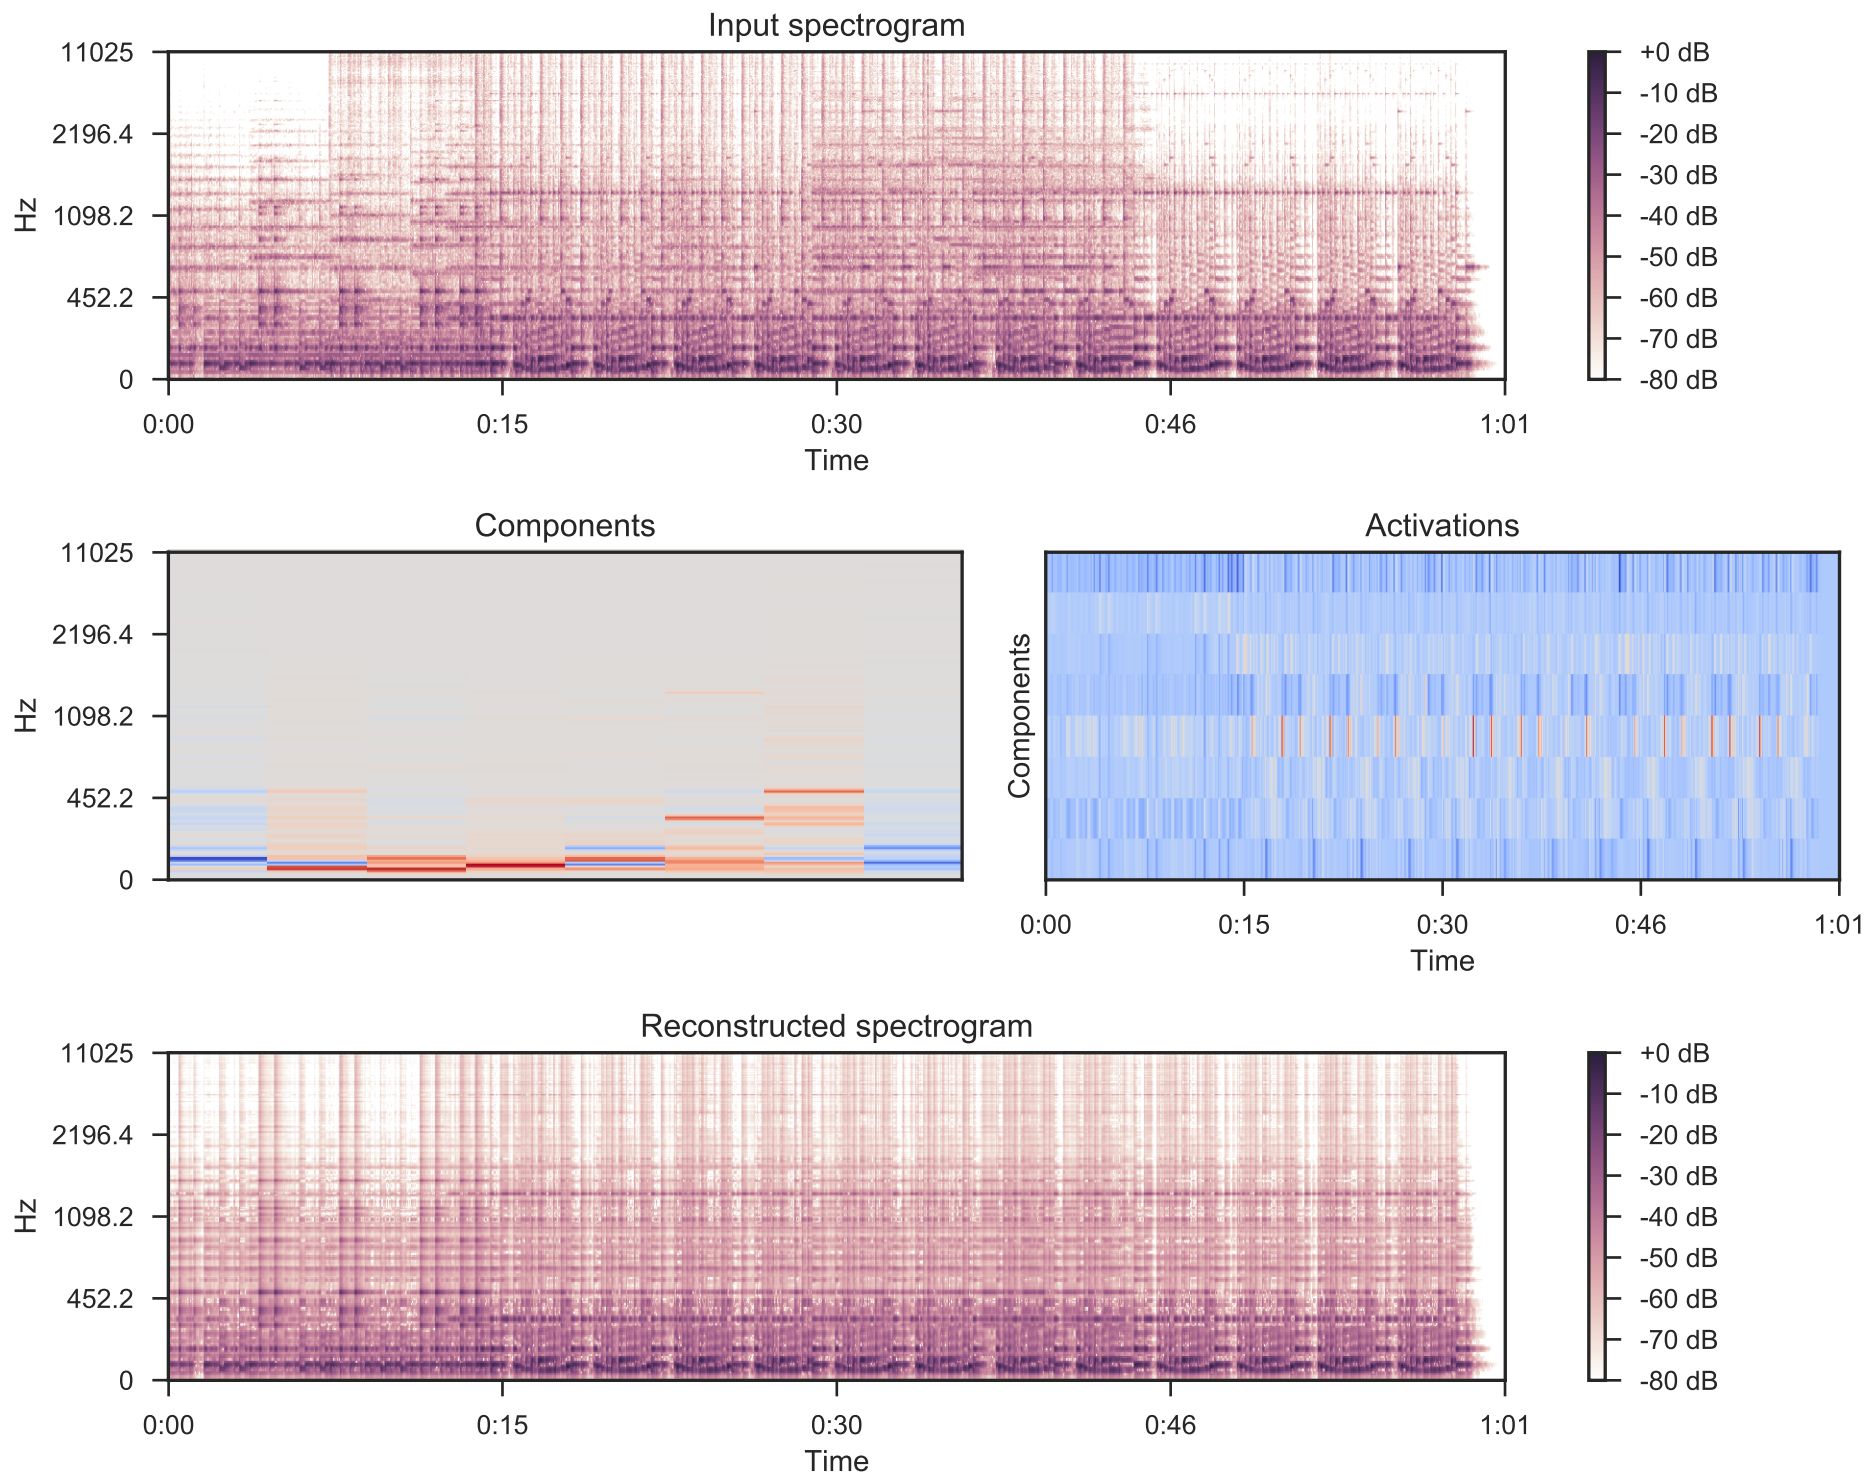 Input spectrogram
11025
2196.4
1098.2
452.2
0
Hz
0:00
0:15
0:30
0:46
1:01
Time
+0 dB
-10 dB
-20 dB
-30 dB
-40 dB
-50 dB
-60 dB
-70 dB
-80 dB
Components
11025
2196.4
1098.2
452.2
0
Hz
Activations
Components
0:00
0:15
0:30
0:46
1:01
Time
Reconstructed spectrogram
11025
2196.4
1098.2
452.2
0
Hz
0:00
0:15
0:30
0:46
1:01
Time
+0 dB
-10 dB
-20 dB
-30 dB
-40 dB
-50 dB
-60 dB
-70 dB
-80 dB